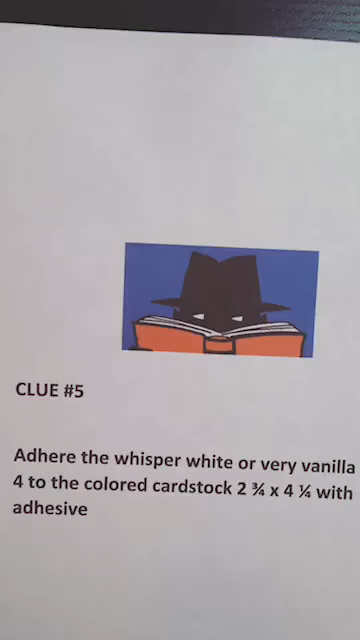 CLUE #5
Adhere the whisper white or very vanilla
4 to the colored cardstock 2 ¾ x 4 ¼ with
adhesive